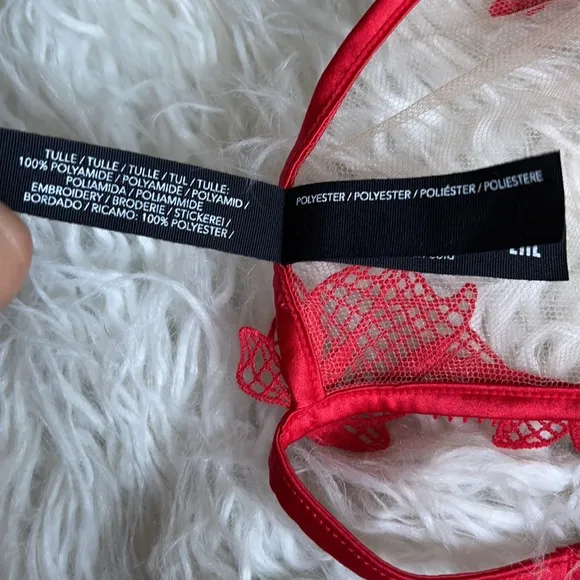 TULLE / TULLE / TULLE / TUL / TULLE:
100% POLYAMIDE / POLYAMIDE / POLYAMID /
POLIAMIDA / POLIAMMIDE
EMBROIDERY / BRODERIE / STICKEREI /
BORDADO / RICAMO: 100% POLYESTER /
POLYESTER / POLYESTER / POLIÉSTER / POLIESTERE